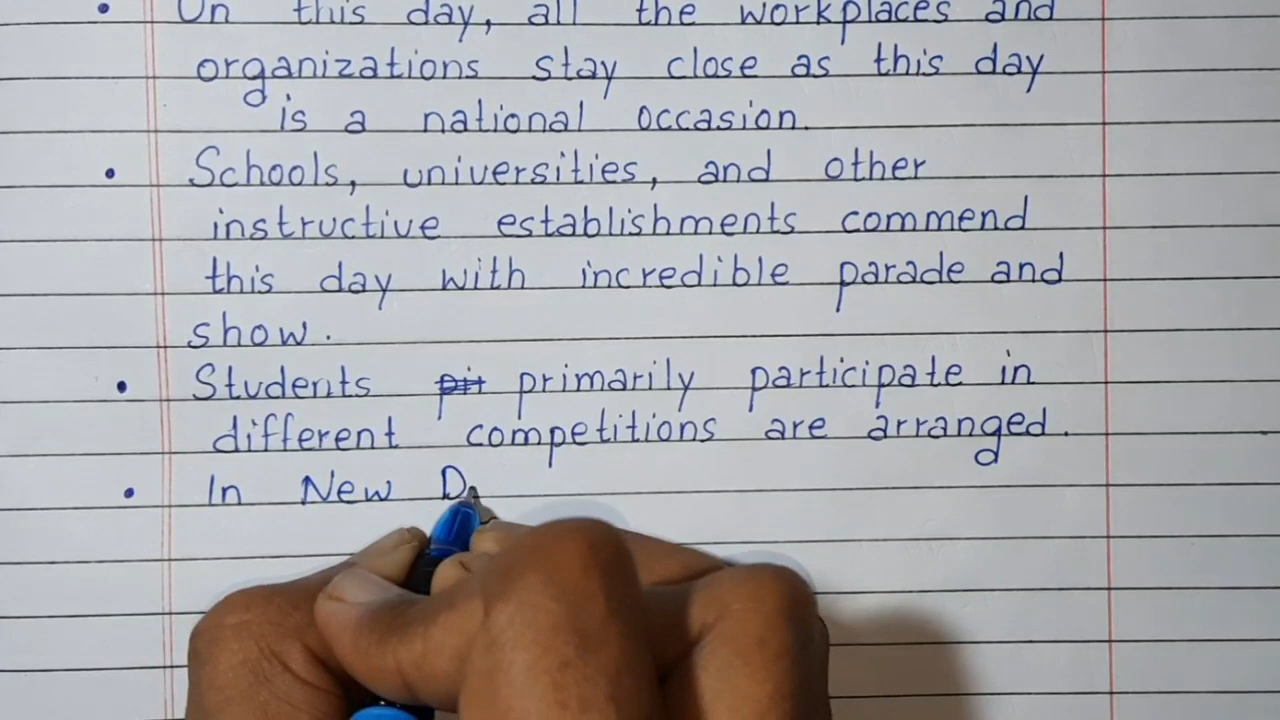 • On this day, all the workplaces and
organizations stay close as this day
is a national occasion.
• Schools, universities, and other
instructive establishments commend
this day with incredible parade and
show.
• Students primarily participate in
different competitions are arranged.
• In New D